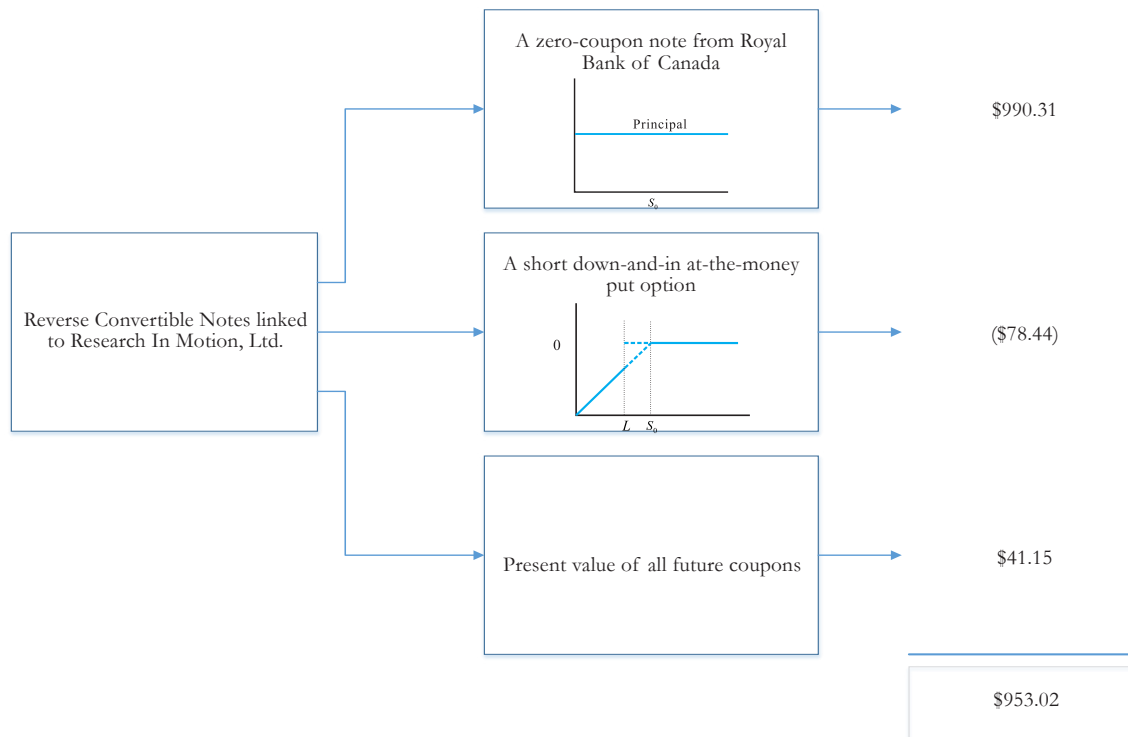 A zero-coupon note from Royal
Bank of Canada
Principal
S₀
$990.31
Reverse Convertible Notes linked
to Research In Motion, Ltd.
A short down-and-in at-the-money
put option
0
L S₀
($78.44)
Present value of all future coupons
$41.15
$953.02